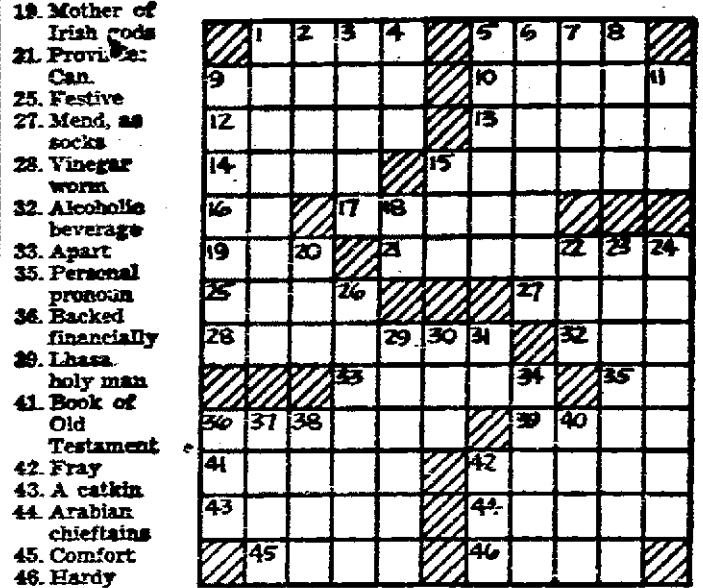 19. Mother of
Irish gods
21. Province:
Can.
25. Festive
27. Mend, as
socks
28. Vinegar
worm
32. Alcoholic
beverage
33. Apart
35. Personal
pronoun
36. Backed
financially
39. Lhasa
holy man
41. Book of
Old
Testament
42. Fray
43. A catkin
44. Arabian
chieftains
45. Comfort
46. Hardy
1 2 3 4 5 6 7 8
9 10 11
12 13
14 15
16 17 18
19 20 21 22 23 24
25 26 27
28 29 30 31 32
33 34 35
36 37 38 39 40
41 42
43 44
45 46